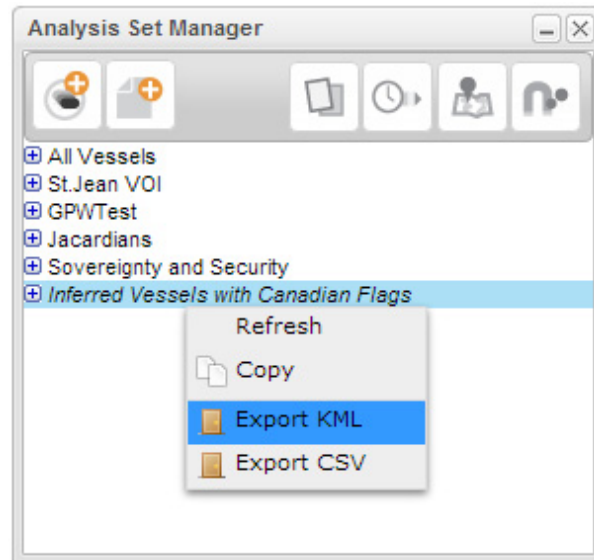 Analysis Set Manager
All Vessels
St.Jean VOI
GPWTest
Jacardians
Sovereignty and Security
Inferred Vessels with Canadian Flags
Refresh
Copy
Export KML
Export CSV